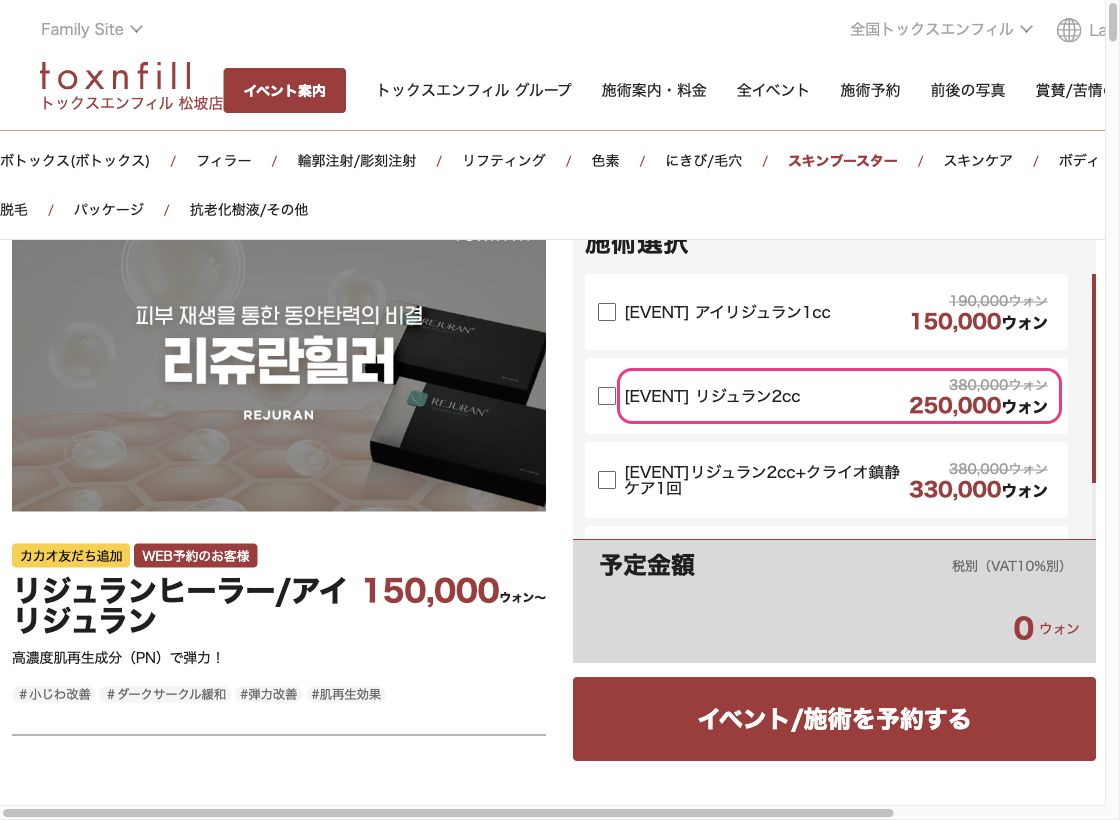 Family Site
全国トックスエンフィル
La
toxnfill
トックスエンフィル 松坡店
イベント案内
トックスエンフィル グループ
施術案内・料金
全イベント
施術予約
前後の写真
賞賛/苦情
ボトックス(ボトックス) / フィラー / 輪郭注射/彫刻注射 / リフティング / 色素 / にきび/毛穴 / スキンブースター / スキンケア / ボディ
脱毛 / パッケージ / 抗老化樹液/その他
피부 재생을 통한 동안탄력의 비결
리쥬란힐러
REJURAN
REJURAN
REJURAN
カカオ友だち追加
WEB予約のお客様
リジュランヒーラー/アイ
リジュラン
150,000ウォン〜
高濃度肌再生成分（PN）で弾力！
#小じわ改善 #ダークサークル緩和 #弾力改善 #肌再生効果
施術選択
[EVENT] アイリジュラン1cc
190,000ウォン
150,000ウォン
[EVENT] リジュラン2cc
380,000ウォン
250,000ウォン
[EVENT]リジュラン2cc+クライオ鎮静
ケア1回
380,000ウォン
330,000ウォン
予定金額
税別（VAT10%別）
0 ウォン
イベント/施術を予約する